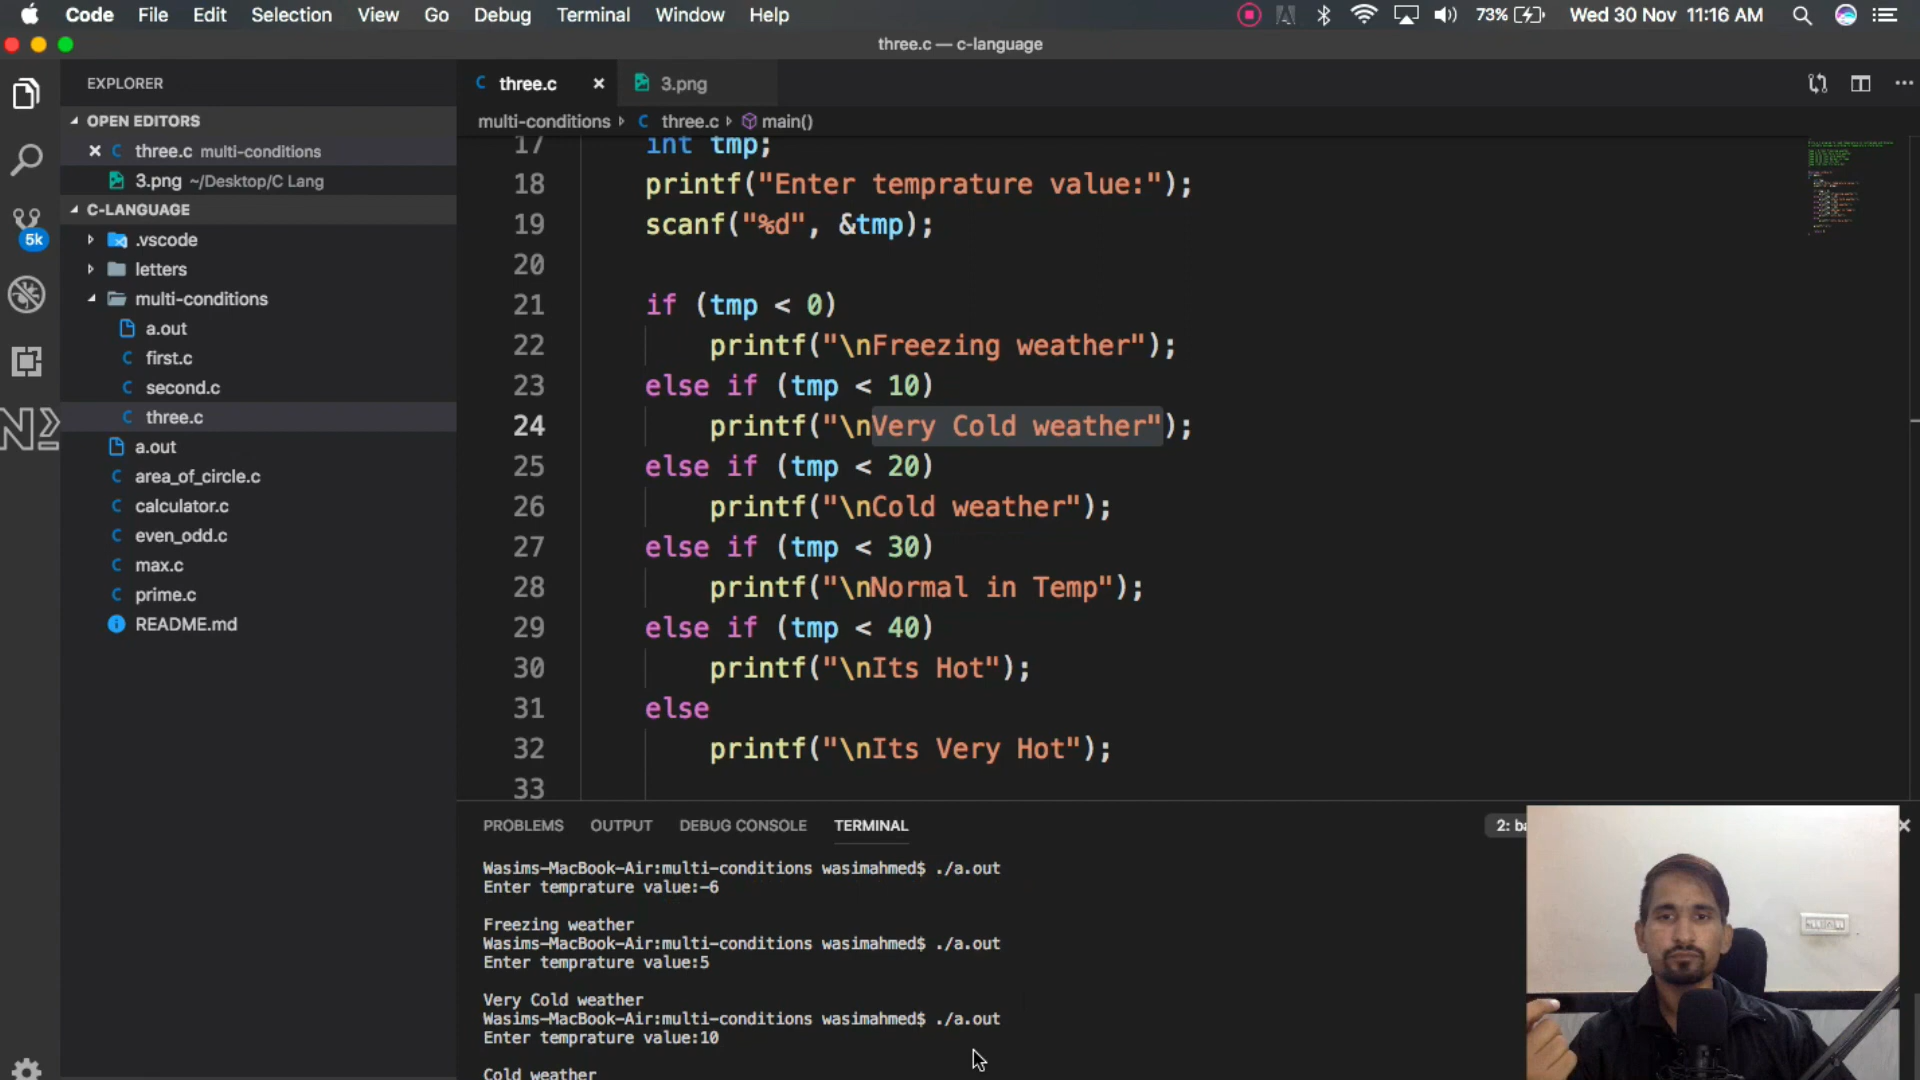 Code File Edit Selection View Go Debug Terminal Window Help 73% Wed 30 Nov 11:16 AM
three.c — c-language
EXPLORER
OPEN EDITORS
three.c multi-conditions
3.png ~/Desktop/C Lang
C-LANGUAGE
.vscode
5k
letters
multi-conditions
a.out
first.c
second.c
three.c
a.out
area_of_circle.c
calculator.c
even_odd.c
max.c
prime.c
README.md
three.c 3.png
multi-conditions three.c main()
17 int tmp;
18 printf("Enter temprature value:");
19 scanf("%d", &tmp);
20
21 if (tmp < 0)
22 printf("\nFreezing weather");
23 else if (tmp < 10)
24 printf("\nVery Cold weather");
25 else if (tmp < 20)
26 printf("\nCold weather");
27 else if (tmp < 30)
28 printf("\nNormal in Temp");
29 else if (tmp < 40)
30 printf("\nIts Hot");
31 else
32 printf("\nIts Very Hot");
33
PROBLEMS OUTPUT DEBUG CONSOLE TERMINAL 2: ba
Wasims-MacBook-Air:multi-conditions wasimahmed$ ./a.out
Enter temprature value:-6
Freezing weather
Wasims-MacBook-Air:multi-conditions wasimahmed$ ./a.out
Enter temprature value:5
Very Cold weather
Wasims-MacBook-Air:multi-conditions wasimahmed$ ./a.out
Enter temprature value:10
Cold weather